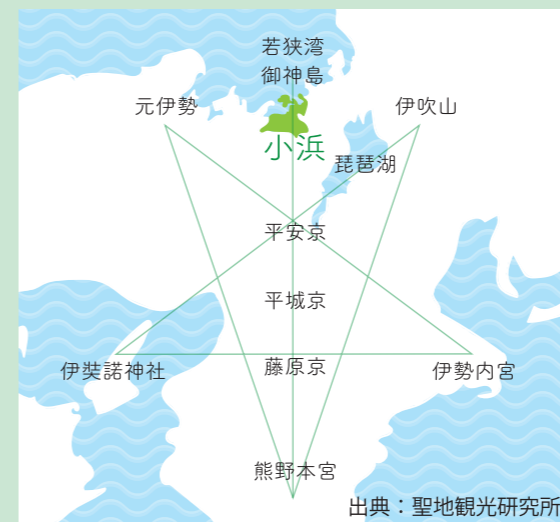 若狭湾
御神島
元伊勢
伊吹山
小浜
琵琶湖
平安京
平城京
伊奘諾神社
藤原京
伊勢内宮
熊野本宮
出典：聖地観光研究所